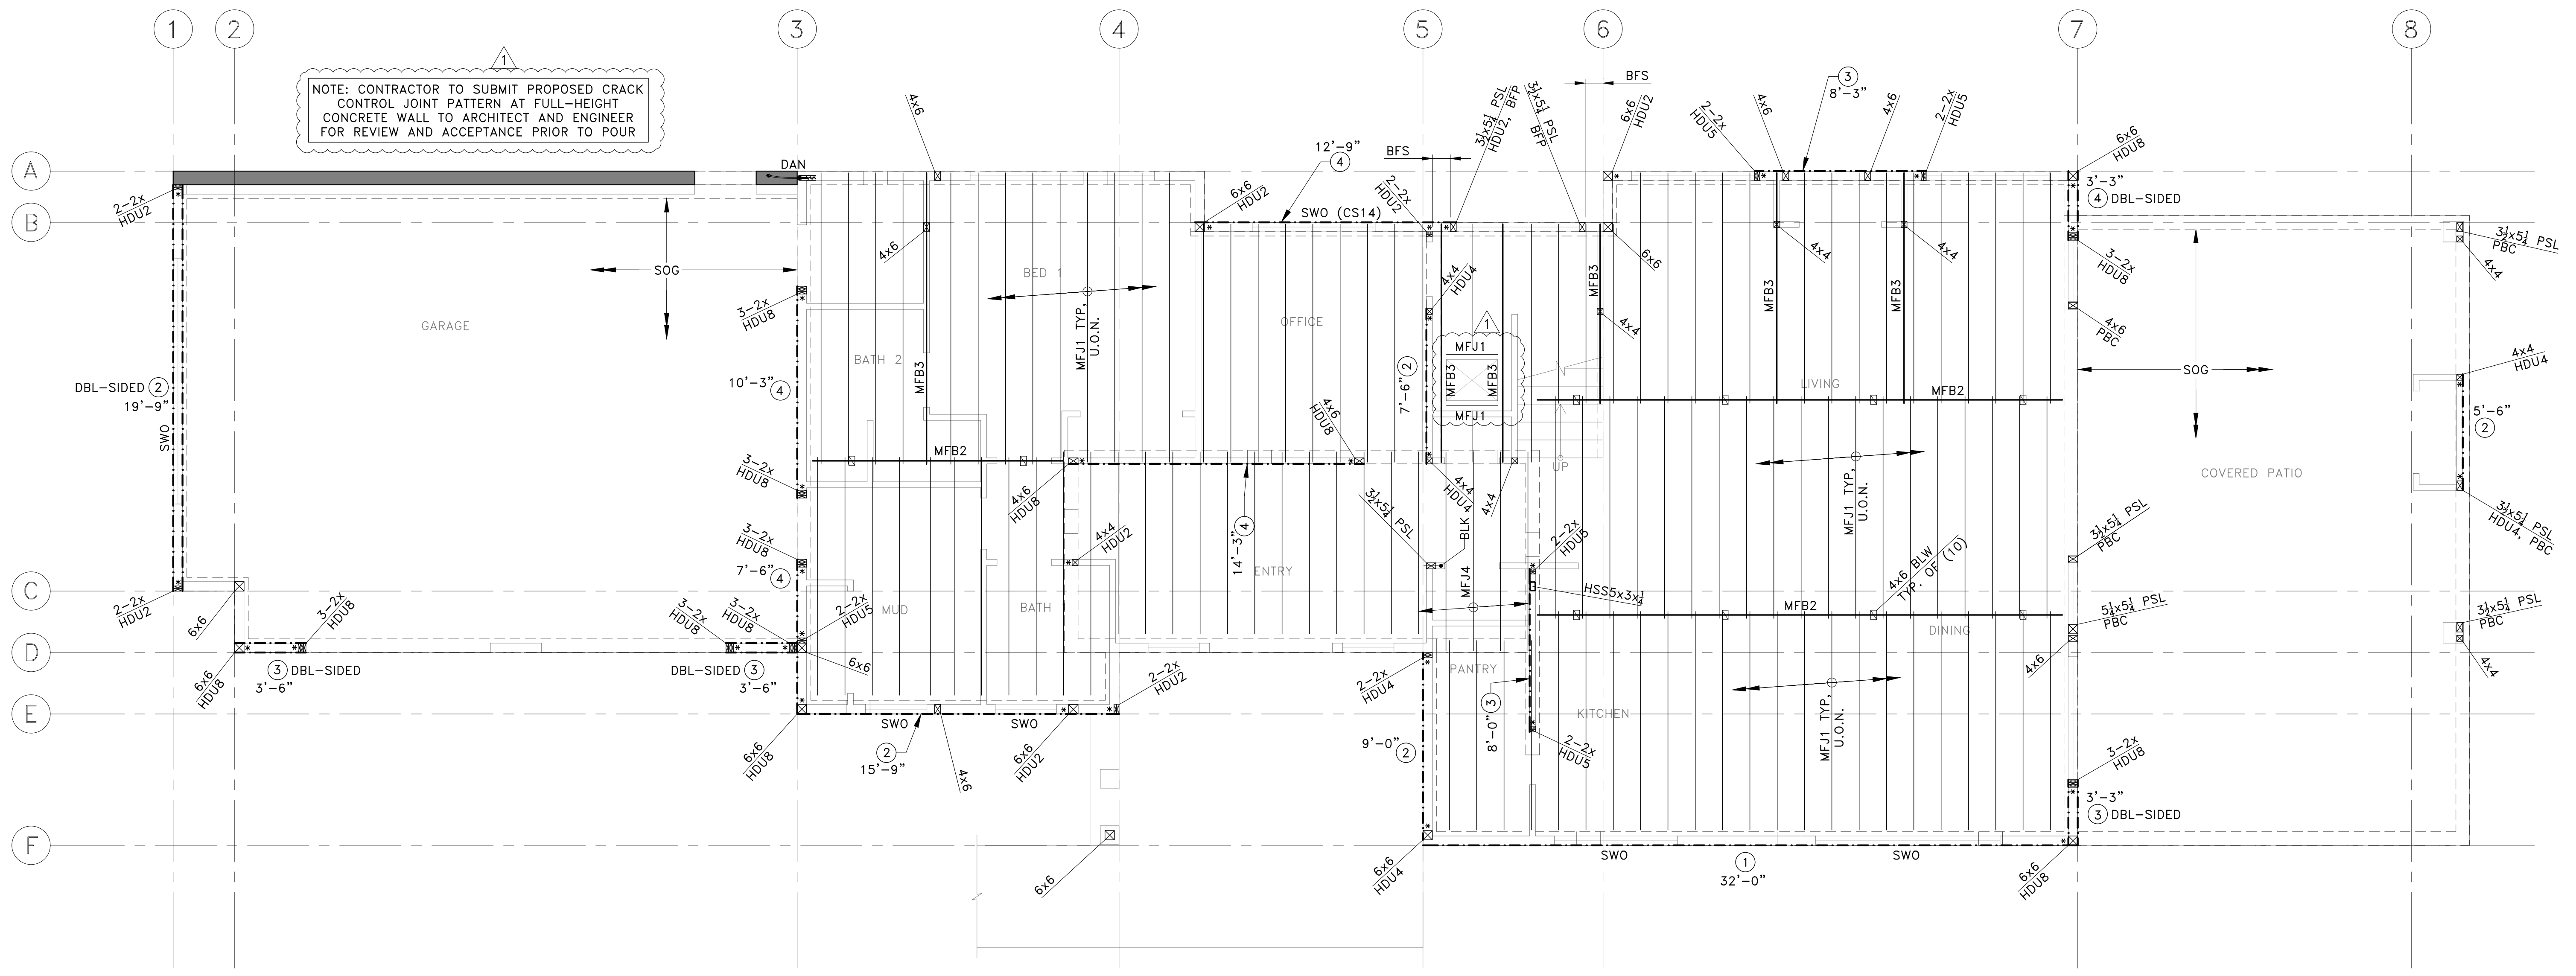 1
2
3
4
5
6
7
8
A
B
C
D
E
F
1
NOTE: CONTRACTOR TO SUBMIT PROPOSED CRACK
CONTROL JOINT PATTERN AT FULL-HEIGHT
CONCRETE WALL TO ARCHITECT AND ENGINEER
FOR REVIEW AND ACCEPTANCE PRIOR TO POUR
DAN
4x6
12'-9"
4
BFS
3½x5¼ PSL
HDU2, BFP
3½x5¼ PSL
BFP
BFS
6x6
HDU2
2-2x
HDU5
4x6
3
8'-3"
4x6
2-2x
HDU5
6x6
HDU8
3'-3"
4 DBL-SIDED
3-2x
HDU8
2-2x
HDU2
SOG
GARAGE
3-2x
HDU8
4x6
BED 1
6x6
HDU2
SWO (CS14)
2-2x
HDU2
4x4
HDU4
6x6
MFB3
4x4
MFB3
4x4
MFB3
4x4
3½x5¼ PSL
PBC
4x4
4x6
PBC
4x4
HDU4
SOG
5'-6"
2
COVERED PATIO
3½x5¼ PSL
HDU4, PBC
DBL-SIDED 2
19'-9"
SWO
10'-3"
4
BATH 2
MFB3
MFJ1 TYP,
U.O.N.
OFFICE
7'-6" 2
1
MFJ1
MFB3
MFB3
MFJ1
LIVING
MFB2
MFB2
4x6
HDU8
3-2x
HDU8
4x6
HDU8
14'-3" 4
3½x5¼ PSL
BLK
4x4
HDU4
4x4
UP
MFJ1 TYP,
U.O.N.
4x6 BLW
TYP. OF (10)
3½x5¼ PSL
PBC
3-2x
HDU8
7'-6"
4
4x4
HDU2
ENTRY
MFJ4
2-2x
HDU5
HSS5x3x¼
MFB2
5¼x5¼ PSL
PBC
3½x5¼ PSL
PBC
2-2x
HDU2
6x6
3-2x
HDU8
3-2x
HDU8
3-2x
HDU8
2-2x
HDU5
MUD
BATH
DINING
4x6
4x4
6x6
HDU8
3 DBL-SIDED
3'-6"
DBL-SIDED 3
3'-6"
6x6
2-2x
HDU2
2-2x
HDU4
PANTRY
8'-0" 3
KITCHEN
MFJ1 TYP,
U.O.N.
6x6
HDU8
SWO
SWO
2
15'-9"
4x6
6x6
HDU2
9'-0" 2
2-2x
HDU5
3-2x
HDU8
3'-3"
3 DBL-SIDED
6x6
6x6
HDU4
SWO
1
32'-0"
SWO
6x6
HDU8